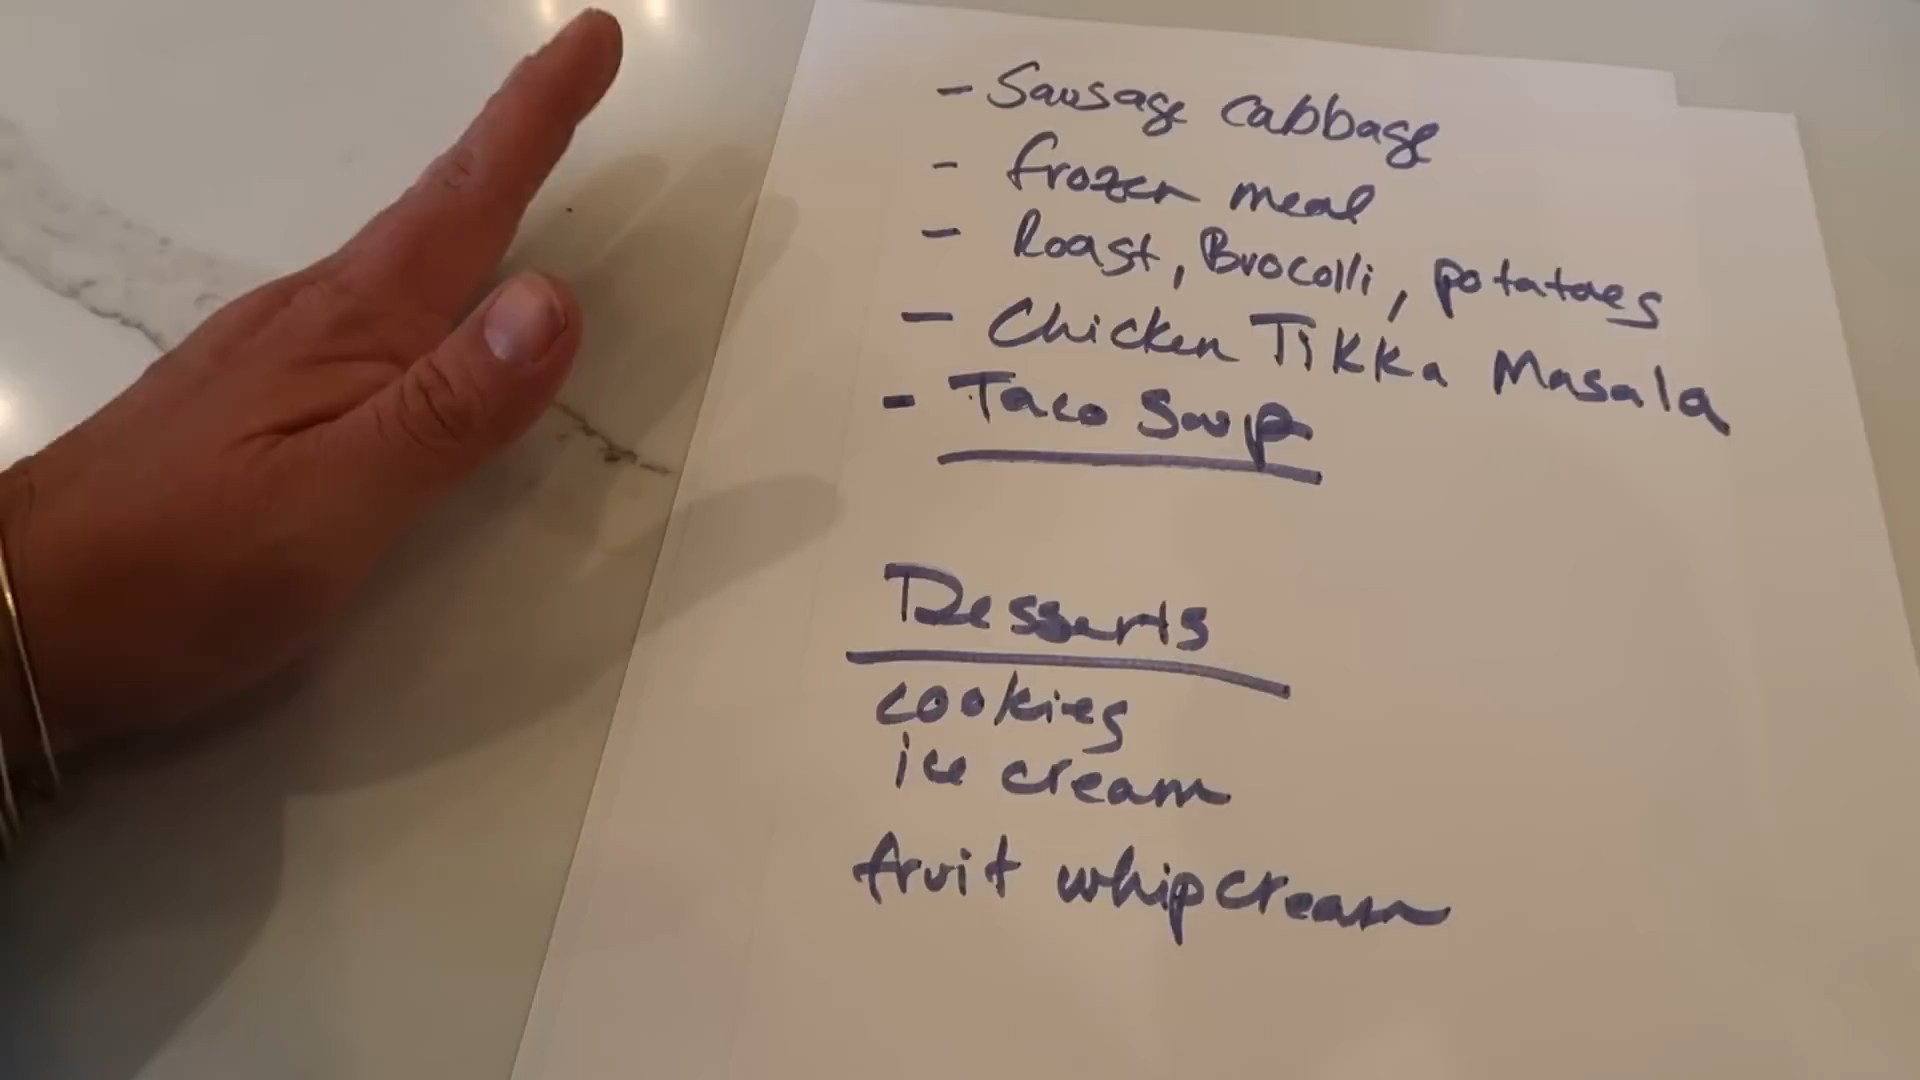 - Sausage cabbage
- frozen meal
- Roast, Brocolli, potatoes
- Chicken Tikka Masala
- Taco Soup
Desserts
cookies
ice cream
fruit whip cream